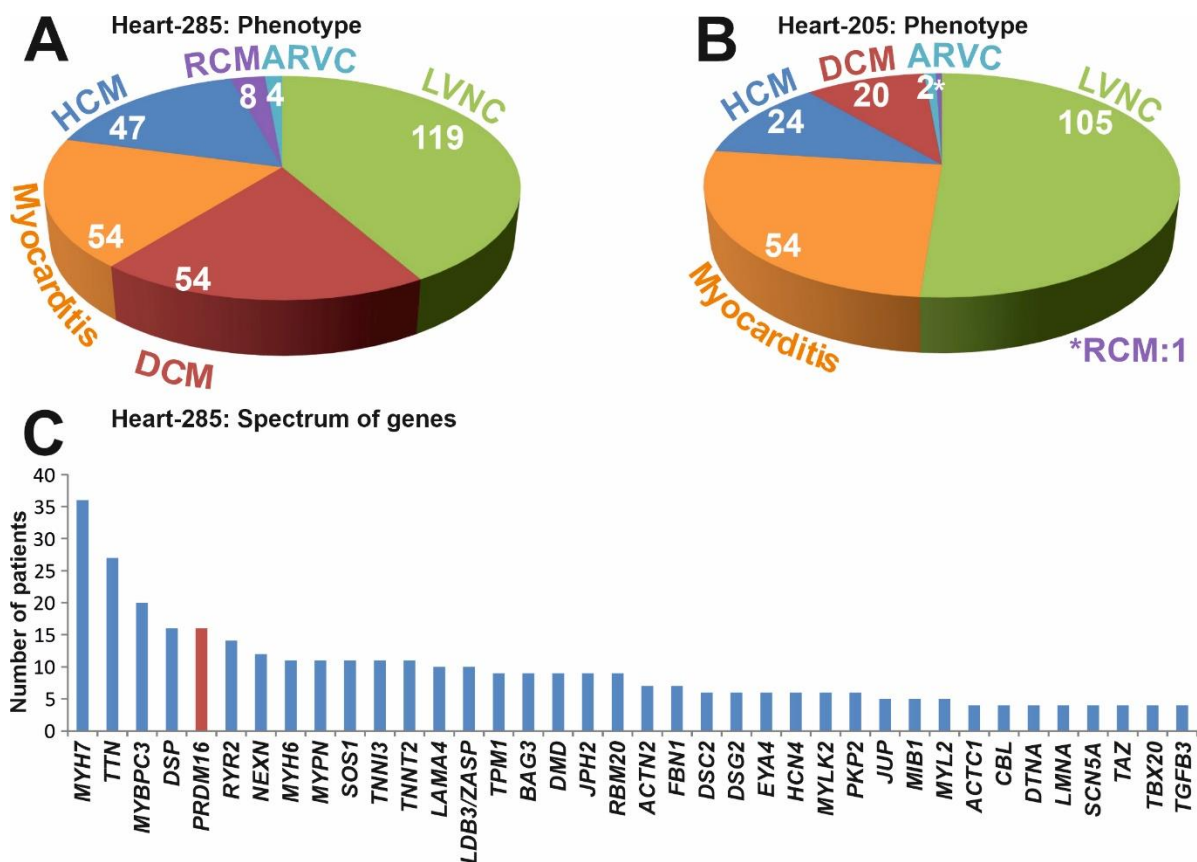 A
Heart-285: Phenotype
HCM
RCM
ARVC
LVNC
Myocarditis
DCM
47
8
4
119
54
54
B
Heart-205: Phenotype
HCM
DCM
ARVC
LVNC
Myocarditis
24
20
2*
105
54
*RCM:1
C
Heart-285: Spectrum of genes
Number of patients
40
35
30
25
20
15
10
5
0
MYH7
TTN
MYBPC3
DSP
PRDM16
RYR2
NEXN
MYH6
MYPN
SOS1
TNNI3
TNNT2
LAMA4
LDB3/ZASP
TPM1
BAG3
DMD
JPH2
RBM20
ACTN2
FBN1
DSC2
DSG2
EYA4
HCN4
MYLK2
PKP2
JUP
MIB1
MYL2
ACTC1
CBL
DTNA
LMNA
SCN5A
TAZ
TBX20
TGFB3